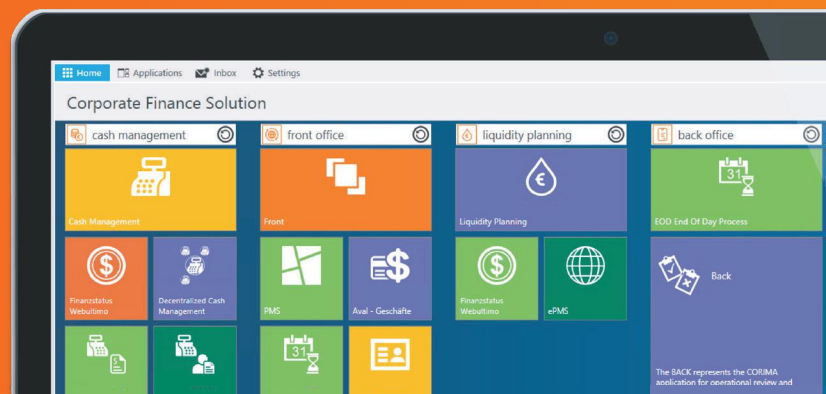 Home Applications Inbox Settings
Corporate Finance Solution
cash management
front office
liquidity planning
back office
Cash Management
Front
Liquidity Planning
31
EOD End Of Day Process
Finanzstatus
Webultimo
Decentralized Cash
Management
PMS
Aval - Geschäfte
Finanzstatus
Webultimo
ePMS
Back
31
The BACK represents the CORIMA
application for operational review and